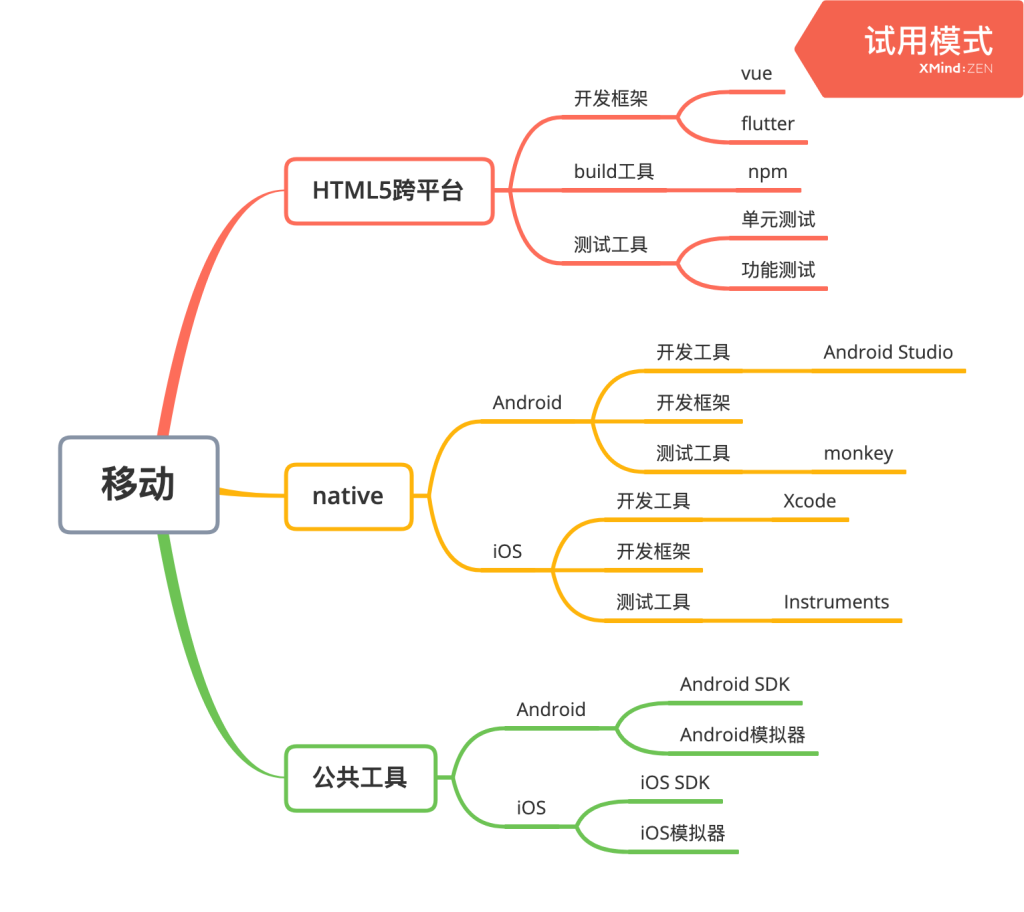 试用模式
XMind:ZEN
移动
HTML5跨平台
开发框架
vue
flutter
build工具
npm
测试工具
单元测试
功能测试
native
Android
开发工具
Android Studio
开发框架
测试工具
monkey
iOS
开发工具
Xcode
开发框架
测试工具
Instruments
公共工具
Android
Android SDK
Android模拟器
iOS
iOS SDK
iOS模拟器